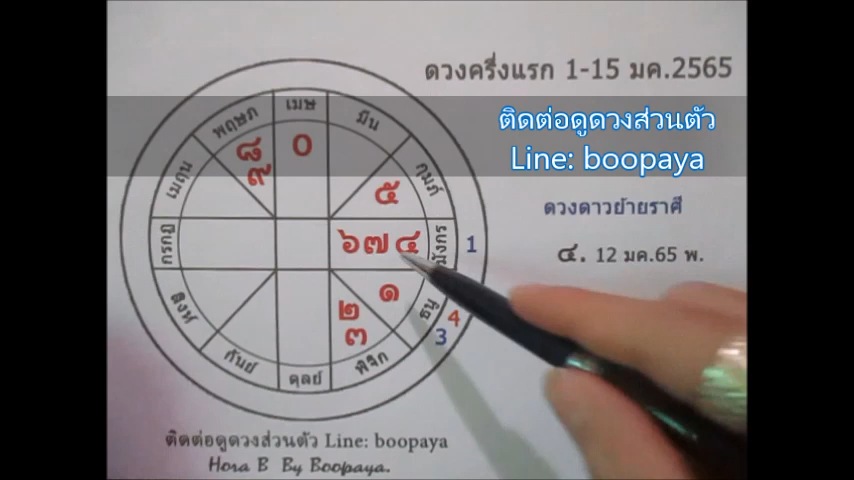 ดวงครึ่งแรก 1-15 มค.2565
ติดต่อดูดวงส่วนตัว
Line: boopaya
ดวงดาวย้ายราศี
๔. 12 มค.65 พ.
เมษ
พฤษภ
มีน
๘
๙
0
เมถุน
กุมภ์
๕
กรกฎ
๖๗๔
มังกร
1
สิงห์
๑
ธนู
๒
4
๓
3
กันย์
ตุลย์
พิจิก
ติดต่อดูดวงส่วนตัว Line: boopaya
Hora B By Boopaya.